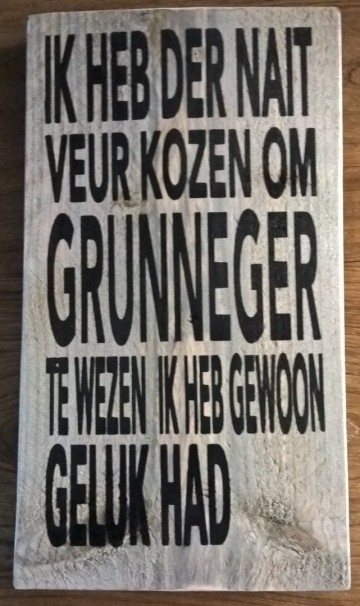 IK HEB DER NAIT
VEUR KOZEN OM
GRUNNEGER
TE WEZEN IK HEB GEWOON
GELUK HAD